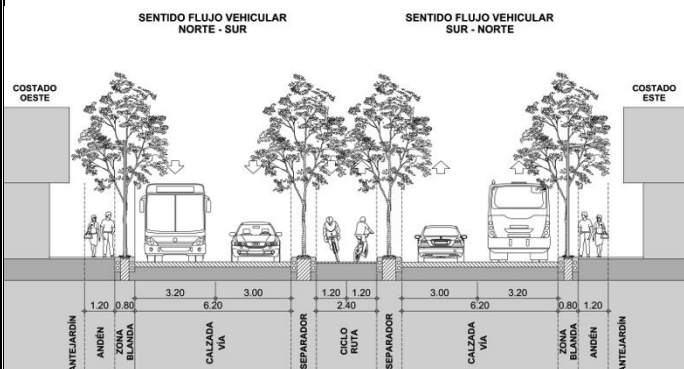 SENTIDO FLUJO VEHICULAR
NORTE - SUR
SENTIDO FLUJO VEHICULAR
SUR - NORTE
COSTADO
OESTE
COSTADO
ESTE
3.20
3.00
1.20
1.20
3.00
3.20
1.20
0.80
6.20
2.40
6.20
0.80
1.20
ANTEJARDÍN
ANDÉN
ZONA
BLANDA
CALZADA
VÍA
SEPARADOR
CICLO
RUTA
SEPARADOR
CALZADA
VÍA
ZONA
BLANDA
ANDÉN
ANTEJARDÍN